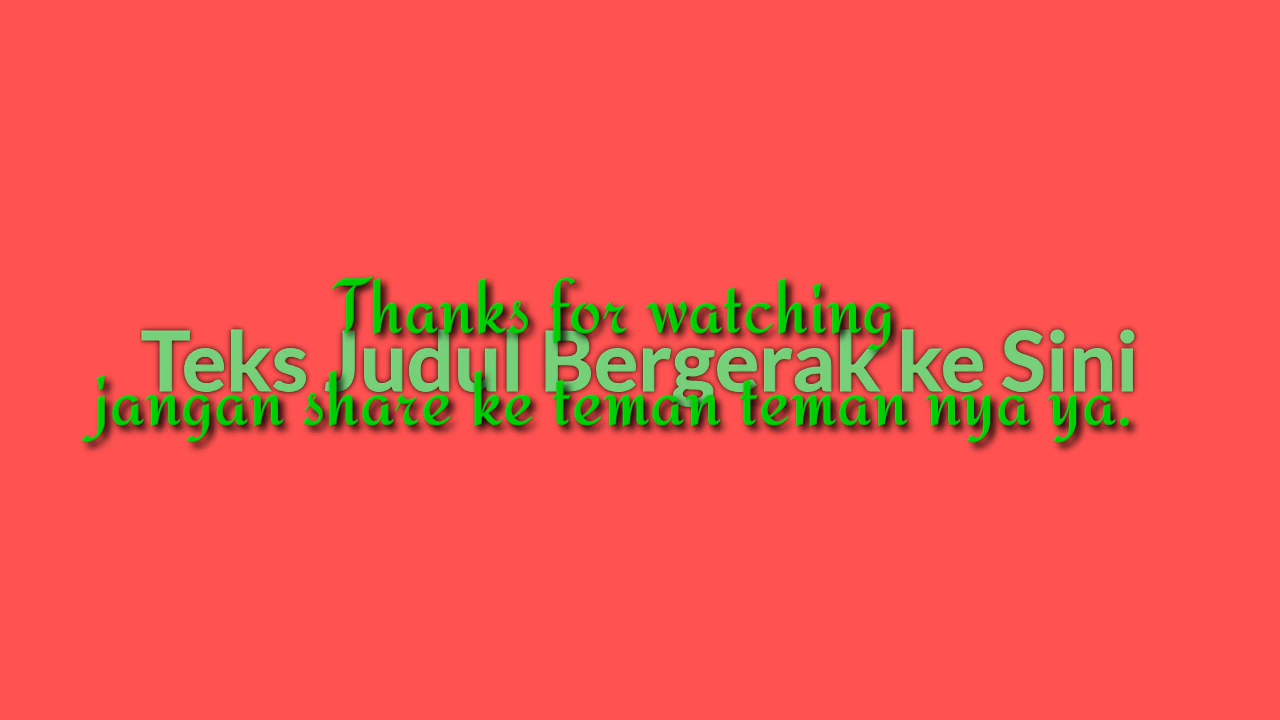 Thanks for watching
Teks Judul Bergerak ke Sini
jangan share ke teman teman nya ya.